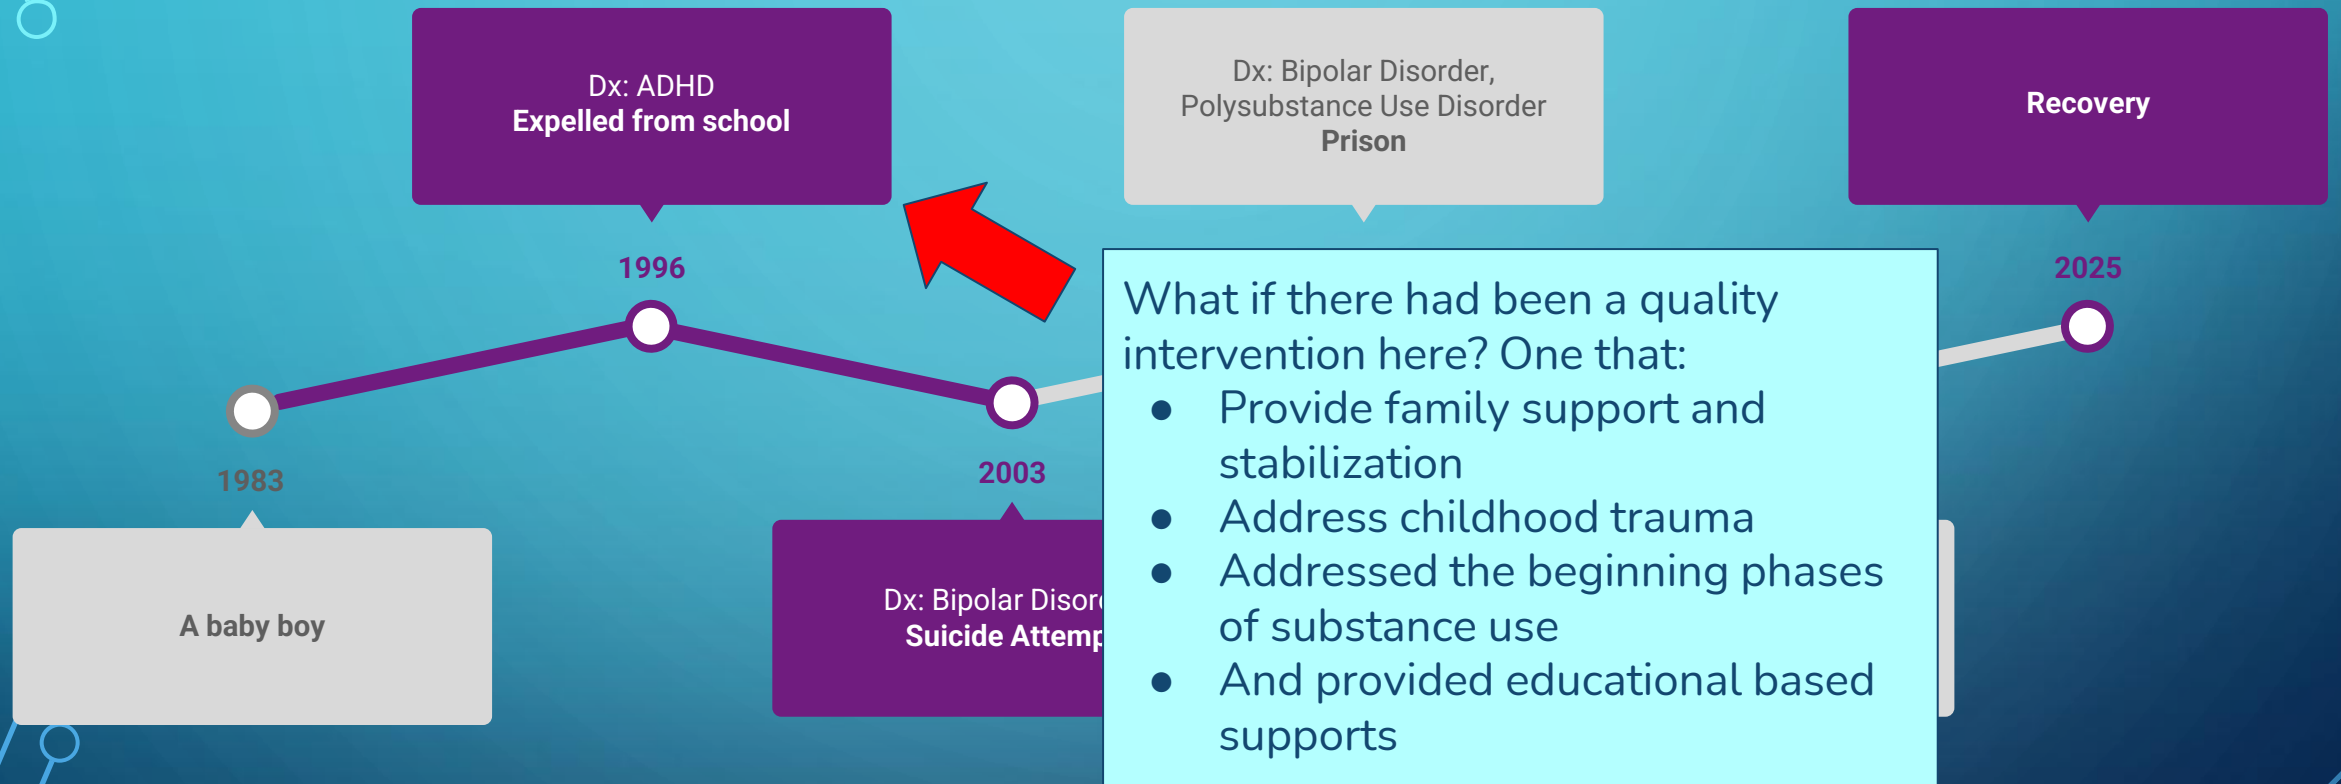 Dx: ADHD
Expelled from school
Dx: Bipolar Disorder,
Polysubstance Use Disorder
Prison
Recovery
1996
2025
1983
2003
A baby boy
Dx: Bipolar
Suicide
What if there had been a quality
intervention here? One that:
● Provide family support and
stabilization
● Address childhood trauma
● Addressed the beginning phases
of substance use
● And provided educational based
supports